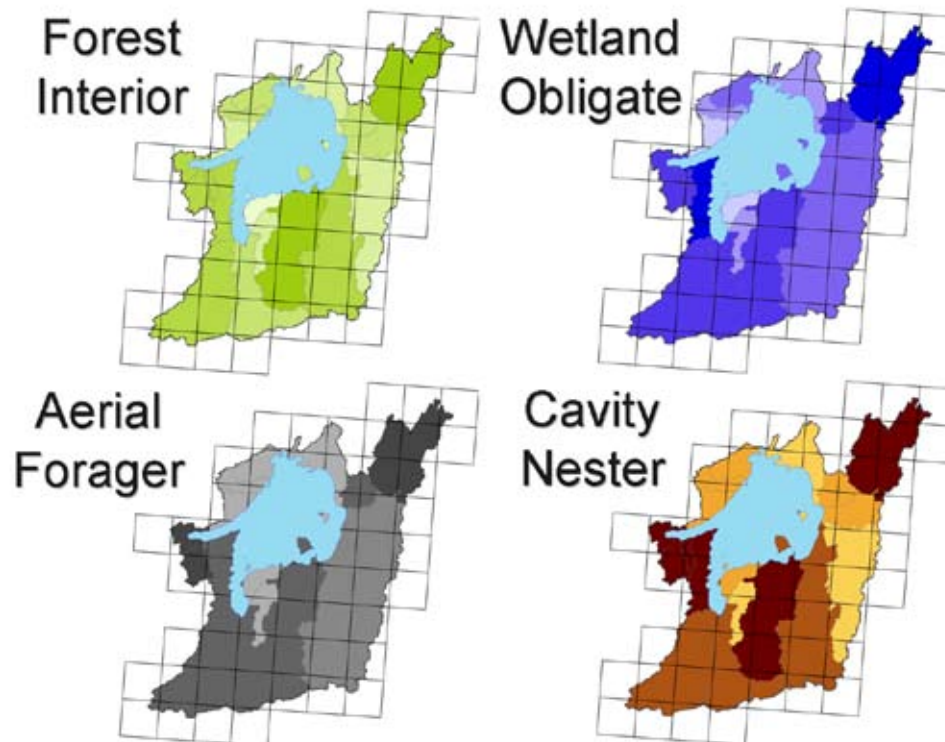 Forest
Interior
Wetland
Obligate
Aerial
Forager
Cavity
Nester